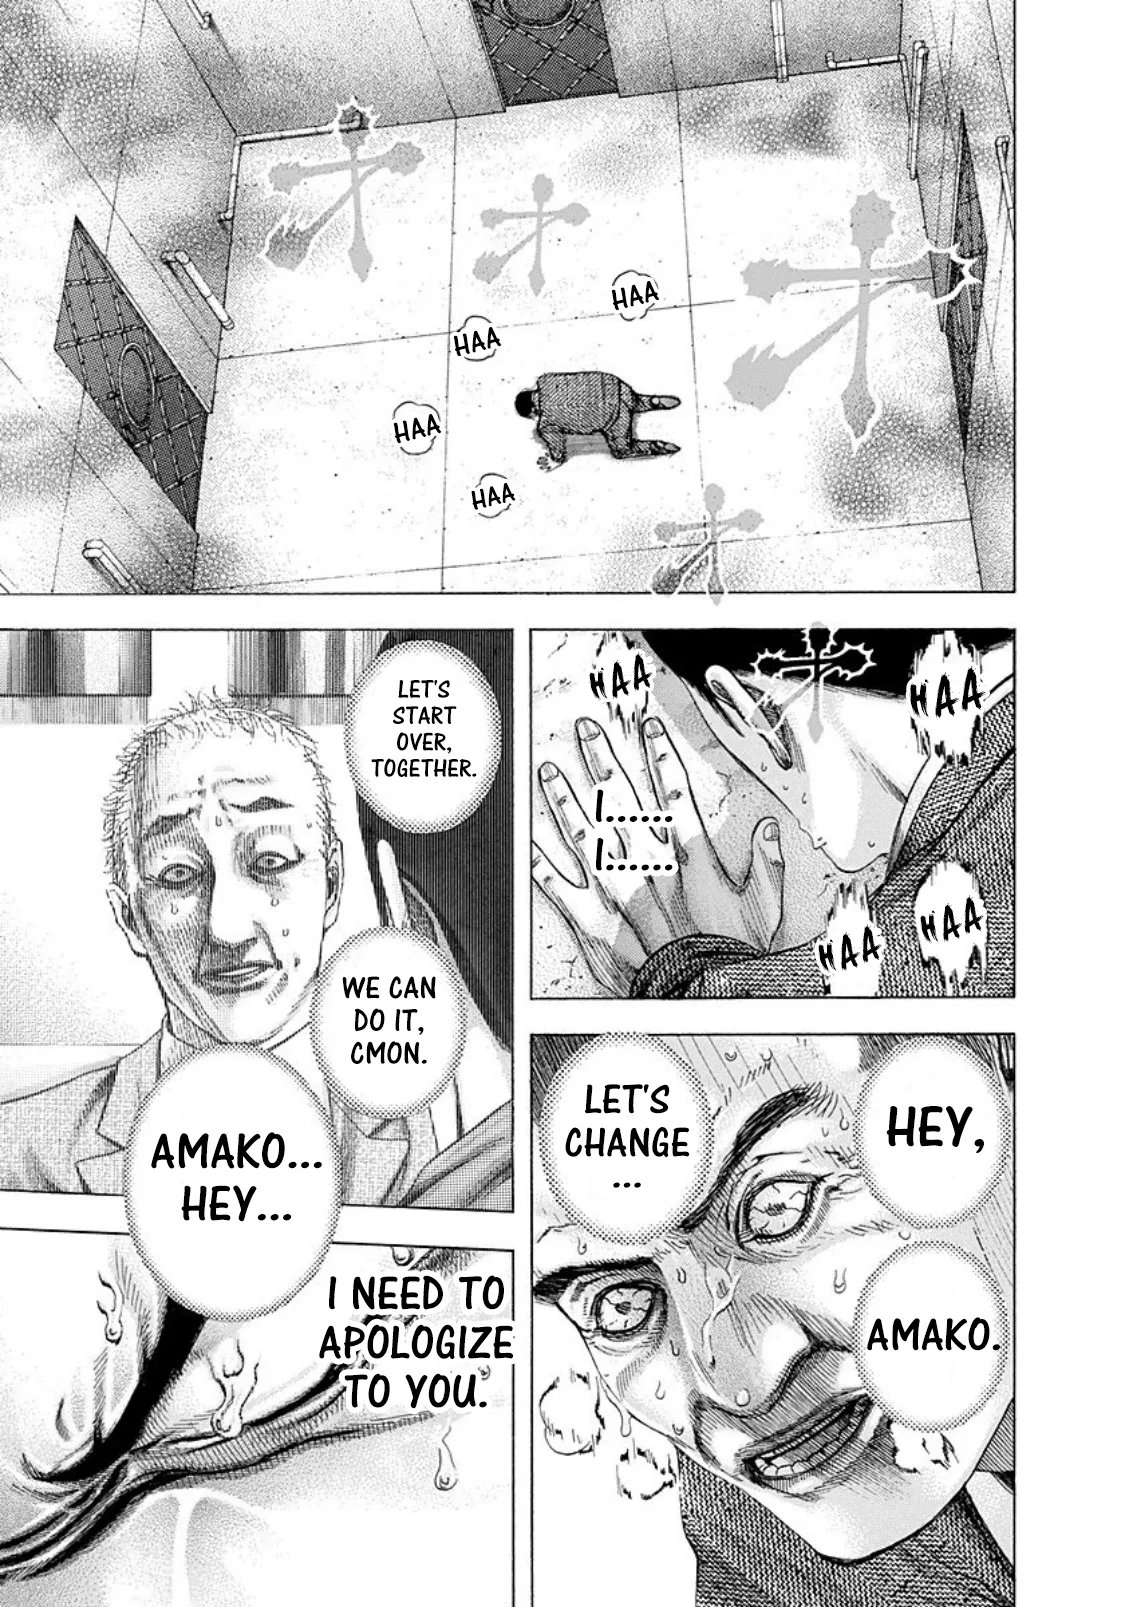 オ
オ
オ
オ
HAA
HAA
HAA
HAA
HAA
HAA
I......
I......
HAA
HAA
オ
HEY,
AMAKO.
LET'S
CHANGE
...
LET'S
START
OVER,
TOGETHER.
WE CAN
DO IT,
CMON.
AMAKO...
HEY...
I NEED TO
APOLOGIZE
TO YOU.